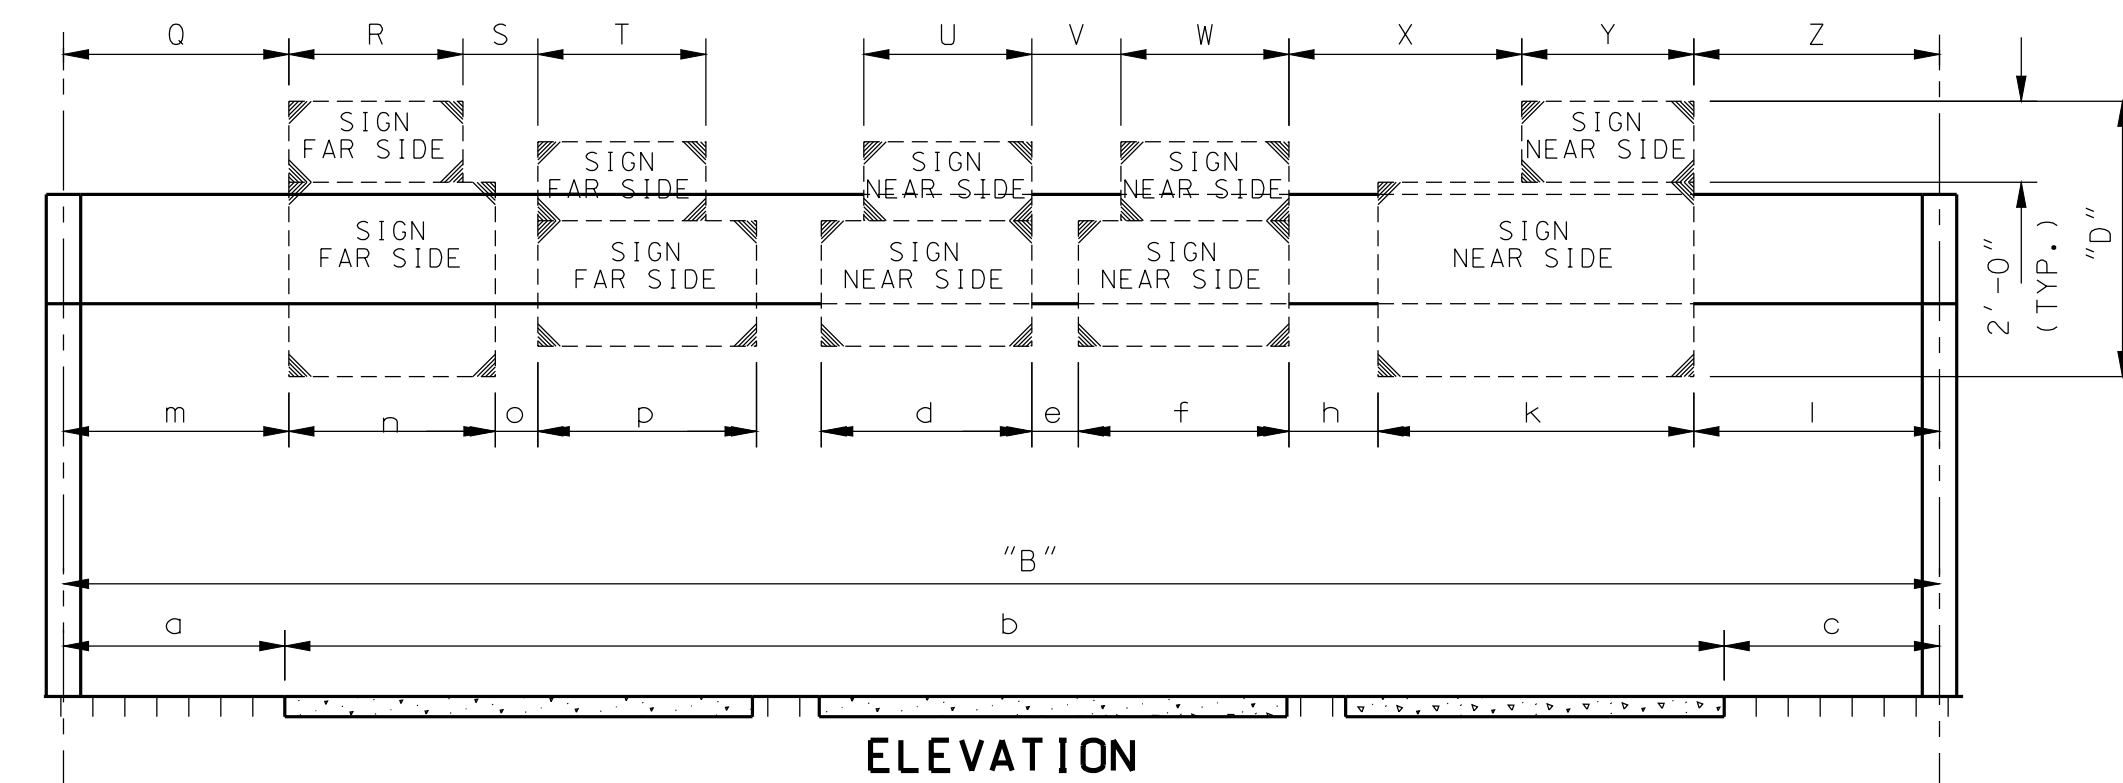 Q R S T U V W X Y Z
SIGN
FAR SIDE
SIGN
NEAR SIDE
SIGN
FAR SIDE
SIGN
NEAR SIDE
SIGN
NEAR SIDE
SIGN
FAR SIDE
SIGN
FAR SIDE
SIGN
NEAR SIDE
SIGN
NEAR SIDE
SIGN
NEAR SIDE
2'-0"
(TYP.)
"D"
m n o p d e f h k l
"B"
a b c
ELEVATION